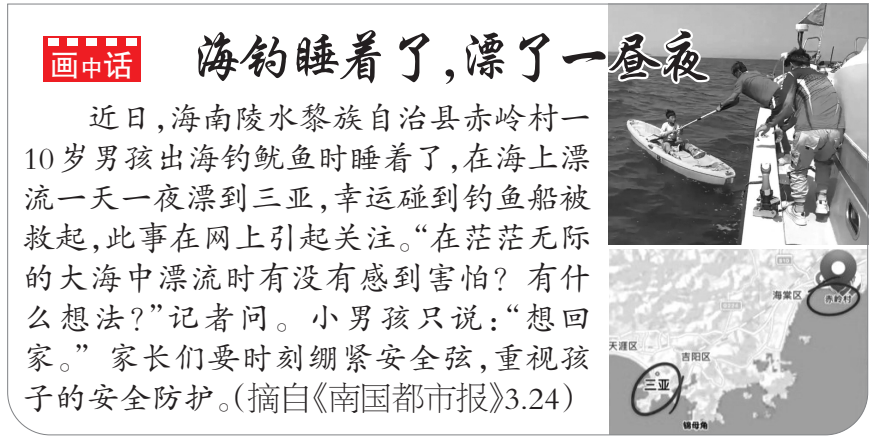 画中话
海钓睡着了,漂了一昼夜
近日,海南陵水黎族自治县赤岭村一
10岁男孩出海钓鱿鱼时睡着了,在海上漂
流一天一夜漂到三亚,幸运碰到钓鱼船被
救起,此事在网上引起关注。“在茫茫无际
的大海中漂流时有没有感到害怕? 有什
么想法?”记者问。小男孩只说:“想回
家。” 家长们要时刻绷紧安全弦,重视孩
子的安全防护。(摘自《南国都市报》3.24)
海棠区
赤岭村
天涯区
吉阳区
三亚
锦母角